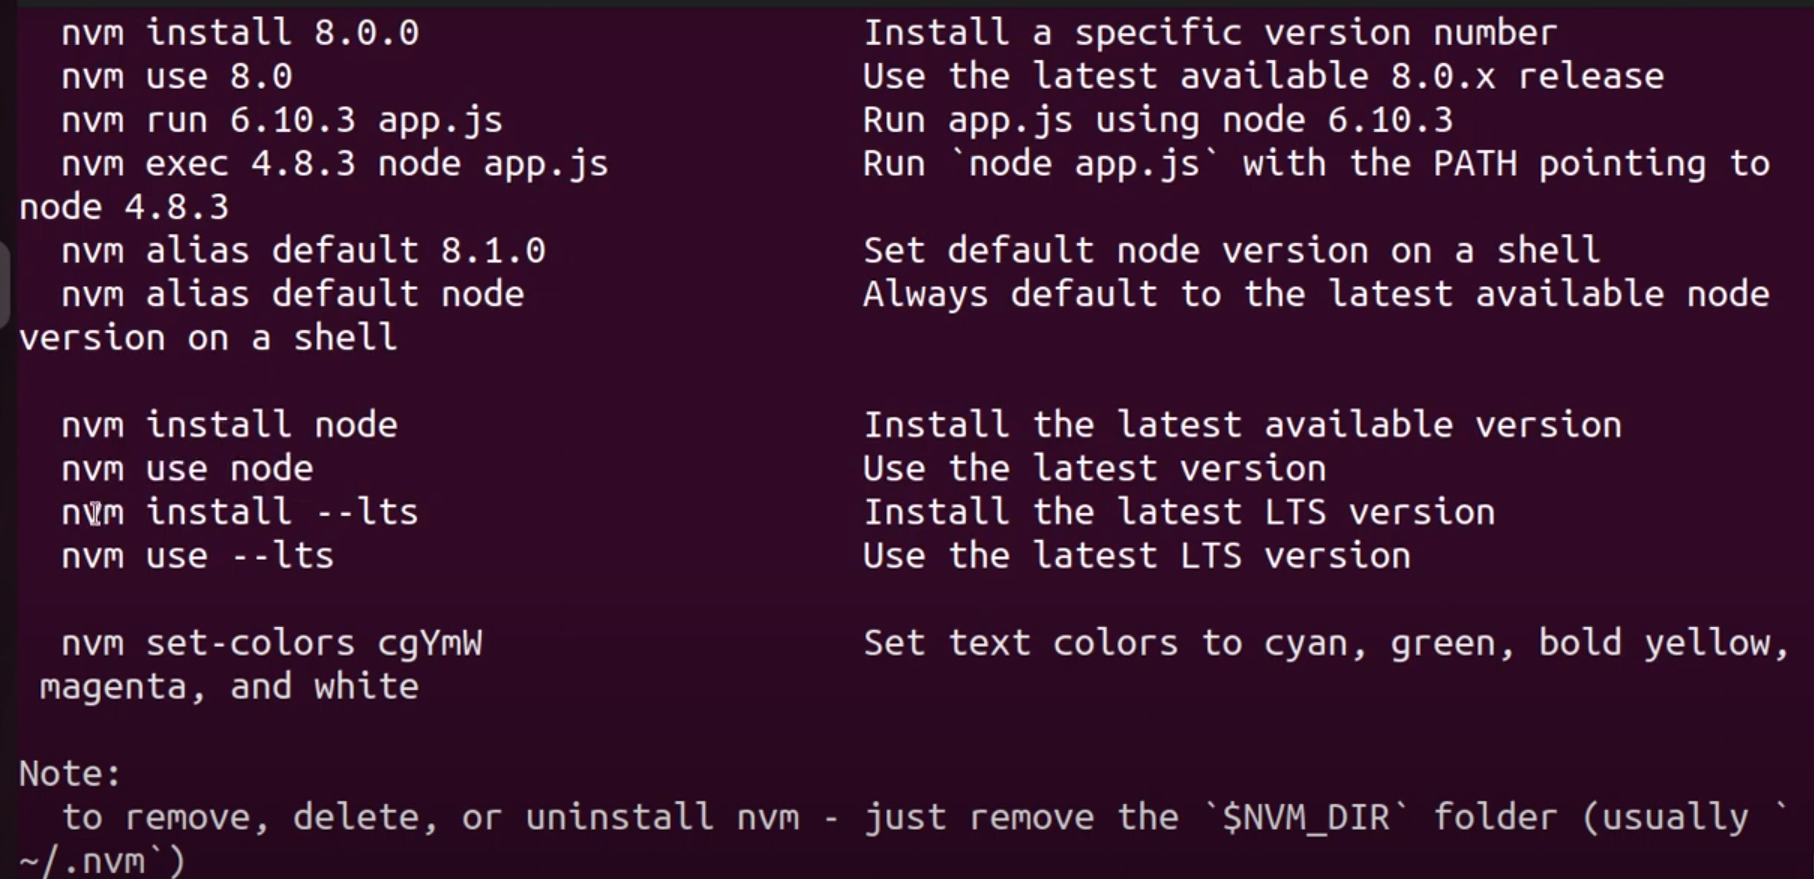 nvm install 8.0.0                     Install a specific version number
nvm use 8.0                           Use the latest available 8.0.x release
nvm run 6.10.3 app.js                 Run app.js using node 6.10.3
nvm exec 4.8.3 node app.js            Run `node app.js` with the PATH pointing to
node 4.8.3
nvm alias default 8.1.0               Set default node version on a shell
nvm alias default node                Always default to the latest available node
version on a shell
nvm install node                      Install the latest available version
nvm use node                          Use the latest version
nvm install --lts                     Install the latest LTS version
nvm use --lts                         Use the latest LTS version
nvm set-colors cgYmW                  Set text colors to cyan, green, bold yellow,
magenta, and white
Note:
to remove, delete, or uninstall nvm - just remove the `$NVM_DIR` folder (usually `
~/.nvm`)